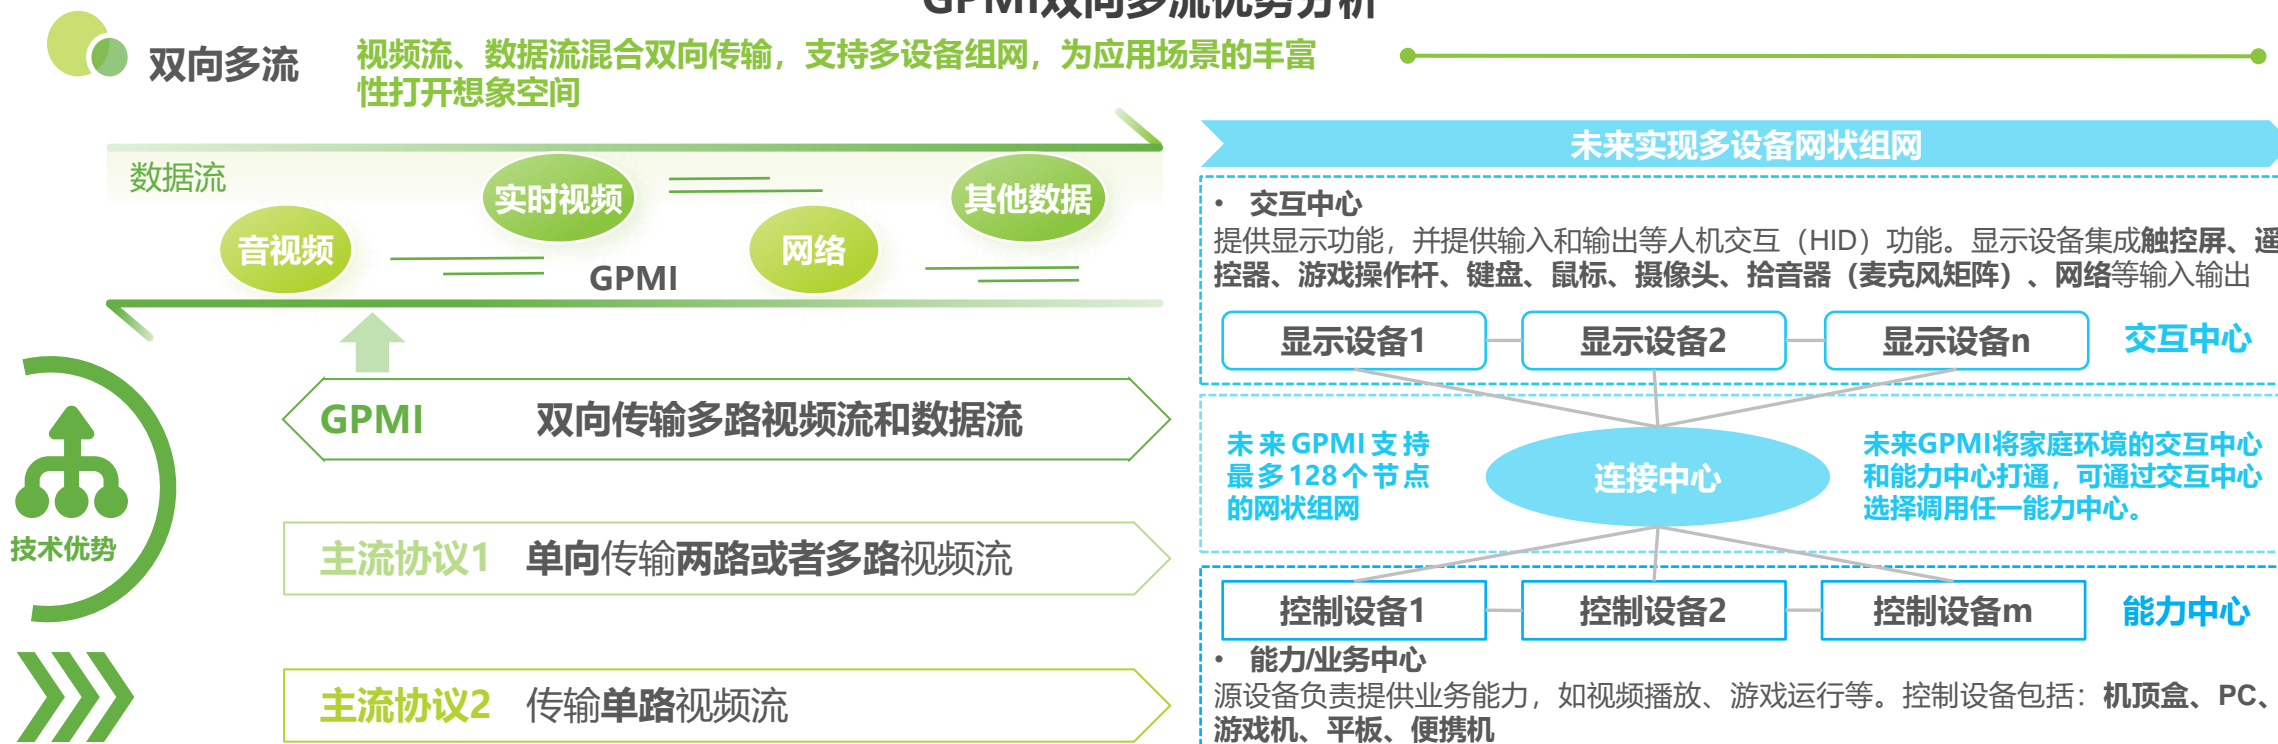 GPMI双向多流优势分析
双向多流
视频流、数据流混合双向传输，支持多设备组网，为应用场景的丰富
性打开想象空间
数据流
音视频
实时视频
网络
其他数据
GPMI
GPMI 双向传输多路视频流和数据流
主流协议1 单向传输两路或者多路视频流
主流协议2 传输单路视频流
技术优势
未来实现多设备网状组网
• 交互中心
提供显示功能，并提供输入和输出等人机交互（HID）功能。显示设备集成触控屏、遥
控器、游戏操作杆、键盘、鼠标、摄像头、拾音器（麦克风矩阵）、网络等输入输出
显示设备1 显示设备2 显示设备n 交互中心
未来GPMI支持
最多128个节点
的网状组网
连接中心
未来GPMI将家庭环境的交互中心
和能力中心打通，可通过交互中心
选择调用任一能力中心。
控制设备1 控制设备2 控制设备m 能力中心
• 能力/业务中心
源设备负责提供业务能力，如视频播放、游戏运行等。控制设备包括：机顶盒、PC、
游戏机、平板、便携机